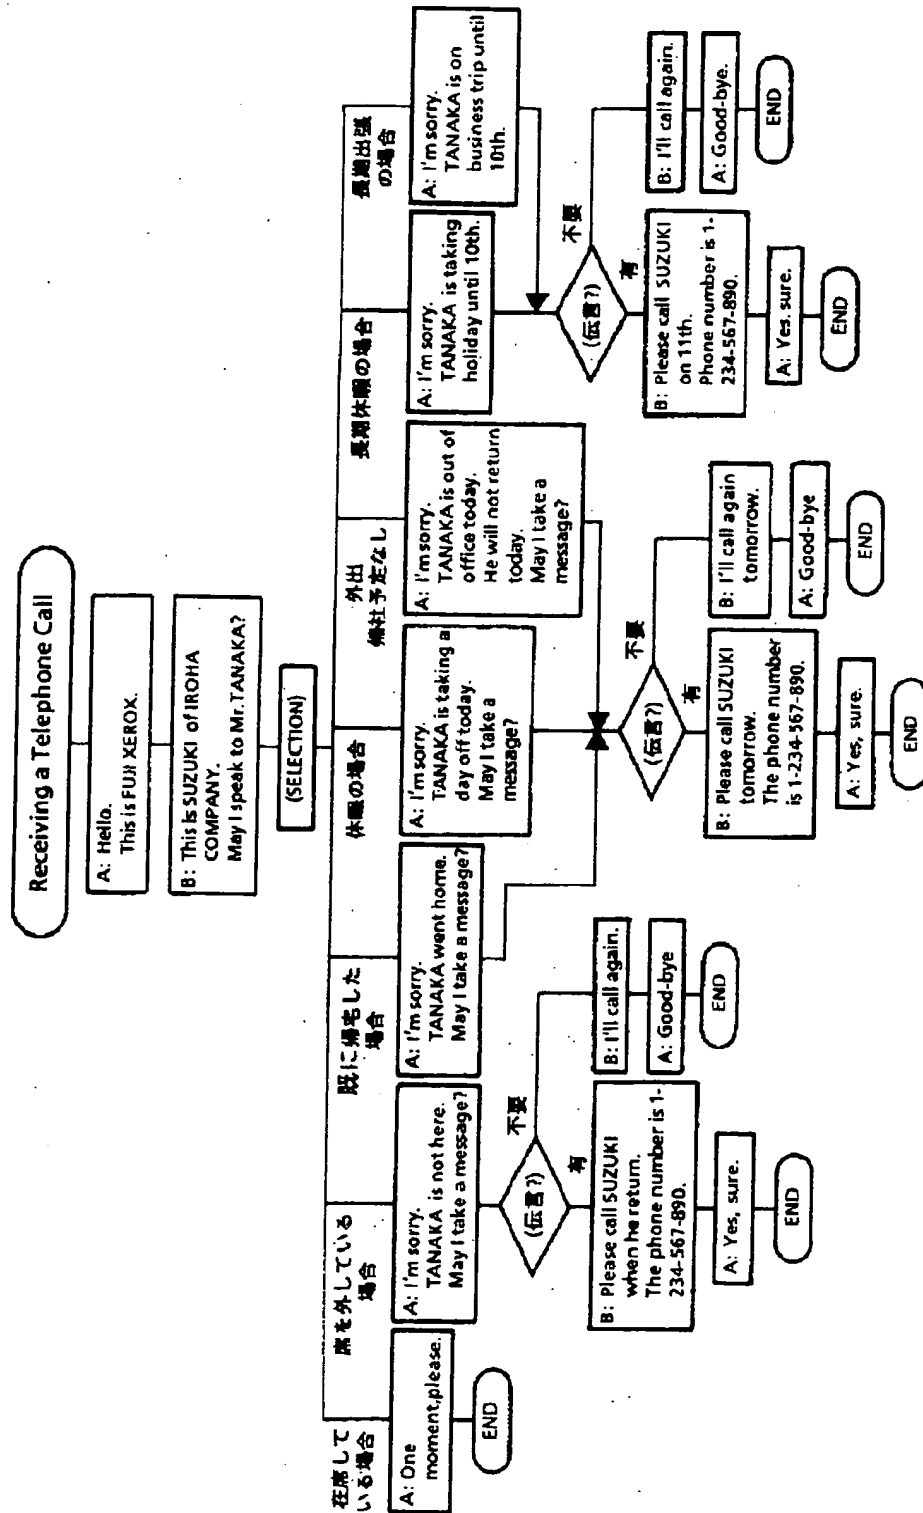 Receiving a Telephone Call
A: Hello.
This is FUJI XEROX.
B: This is SUZUKI of IROHA
COMPANY.
May I speak to Mr. TANAKA?
(SELECTION)
在席して
いる場合
A: One
moment,please.
END
席を外している
場合
A: I'm sorry.
TANAKA is not here.
May I take a message?
(伝言?)
不要
有
B: Please call SUZUKI
when he return.
The phone number is 1-
234-567-890.
A: Yes, sure.
END
B: I'll call again.
A: Good-bye
END
既に帰宅した
場合
A: I'm sorry.
TANAKA went home.
May I take a message?
休暇の場合
A: I'm sorry.
TANAKA is taking a
day off today.
May I take a
message?
外出
帰社予定なし
A: I'm sorry.
TANAKA is out of
office today.
He will not return
today.
May I take a
message?
(伝言?)
不要
有
B: Please call SUZUKI
tomorrow.
The phone number
is 1-234-567-890.
A: Yes, sure.
END
B: I'll call again
tomorrow.
A: Good-bye
END
長期休暇の場合
A: I'm sorry.
TANAKA is taking
holiday until 10th.
長期出張
の場合
A: I'm sorry.
TANAKA is on
business trip until
10th.
(伝言?)
不要
有
B: Please call SUZUKI
on 11th.
Phone number is 1-
234-567-890.
A: Yes, sure.
END
B: I'll call again.
A: Good-bye.
END